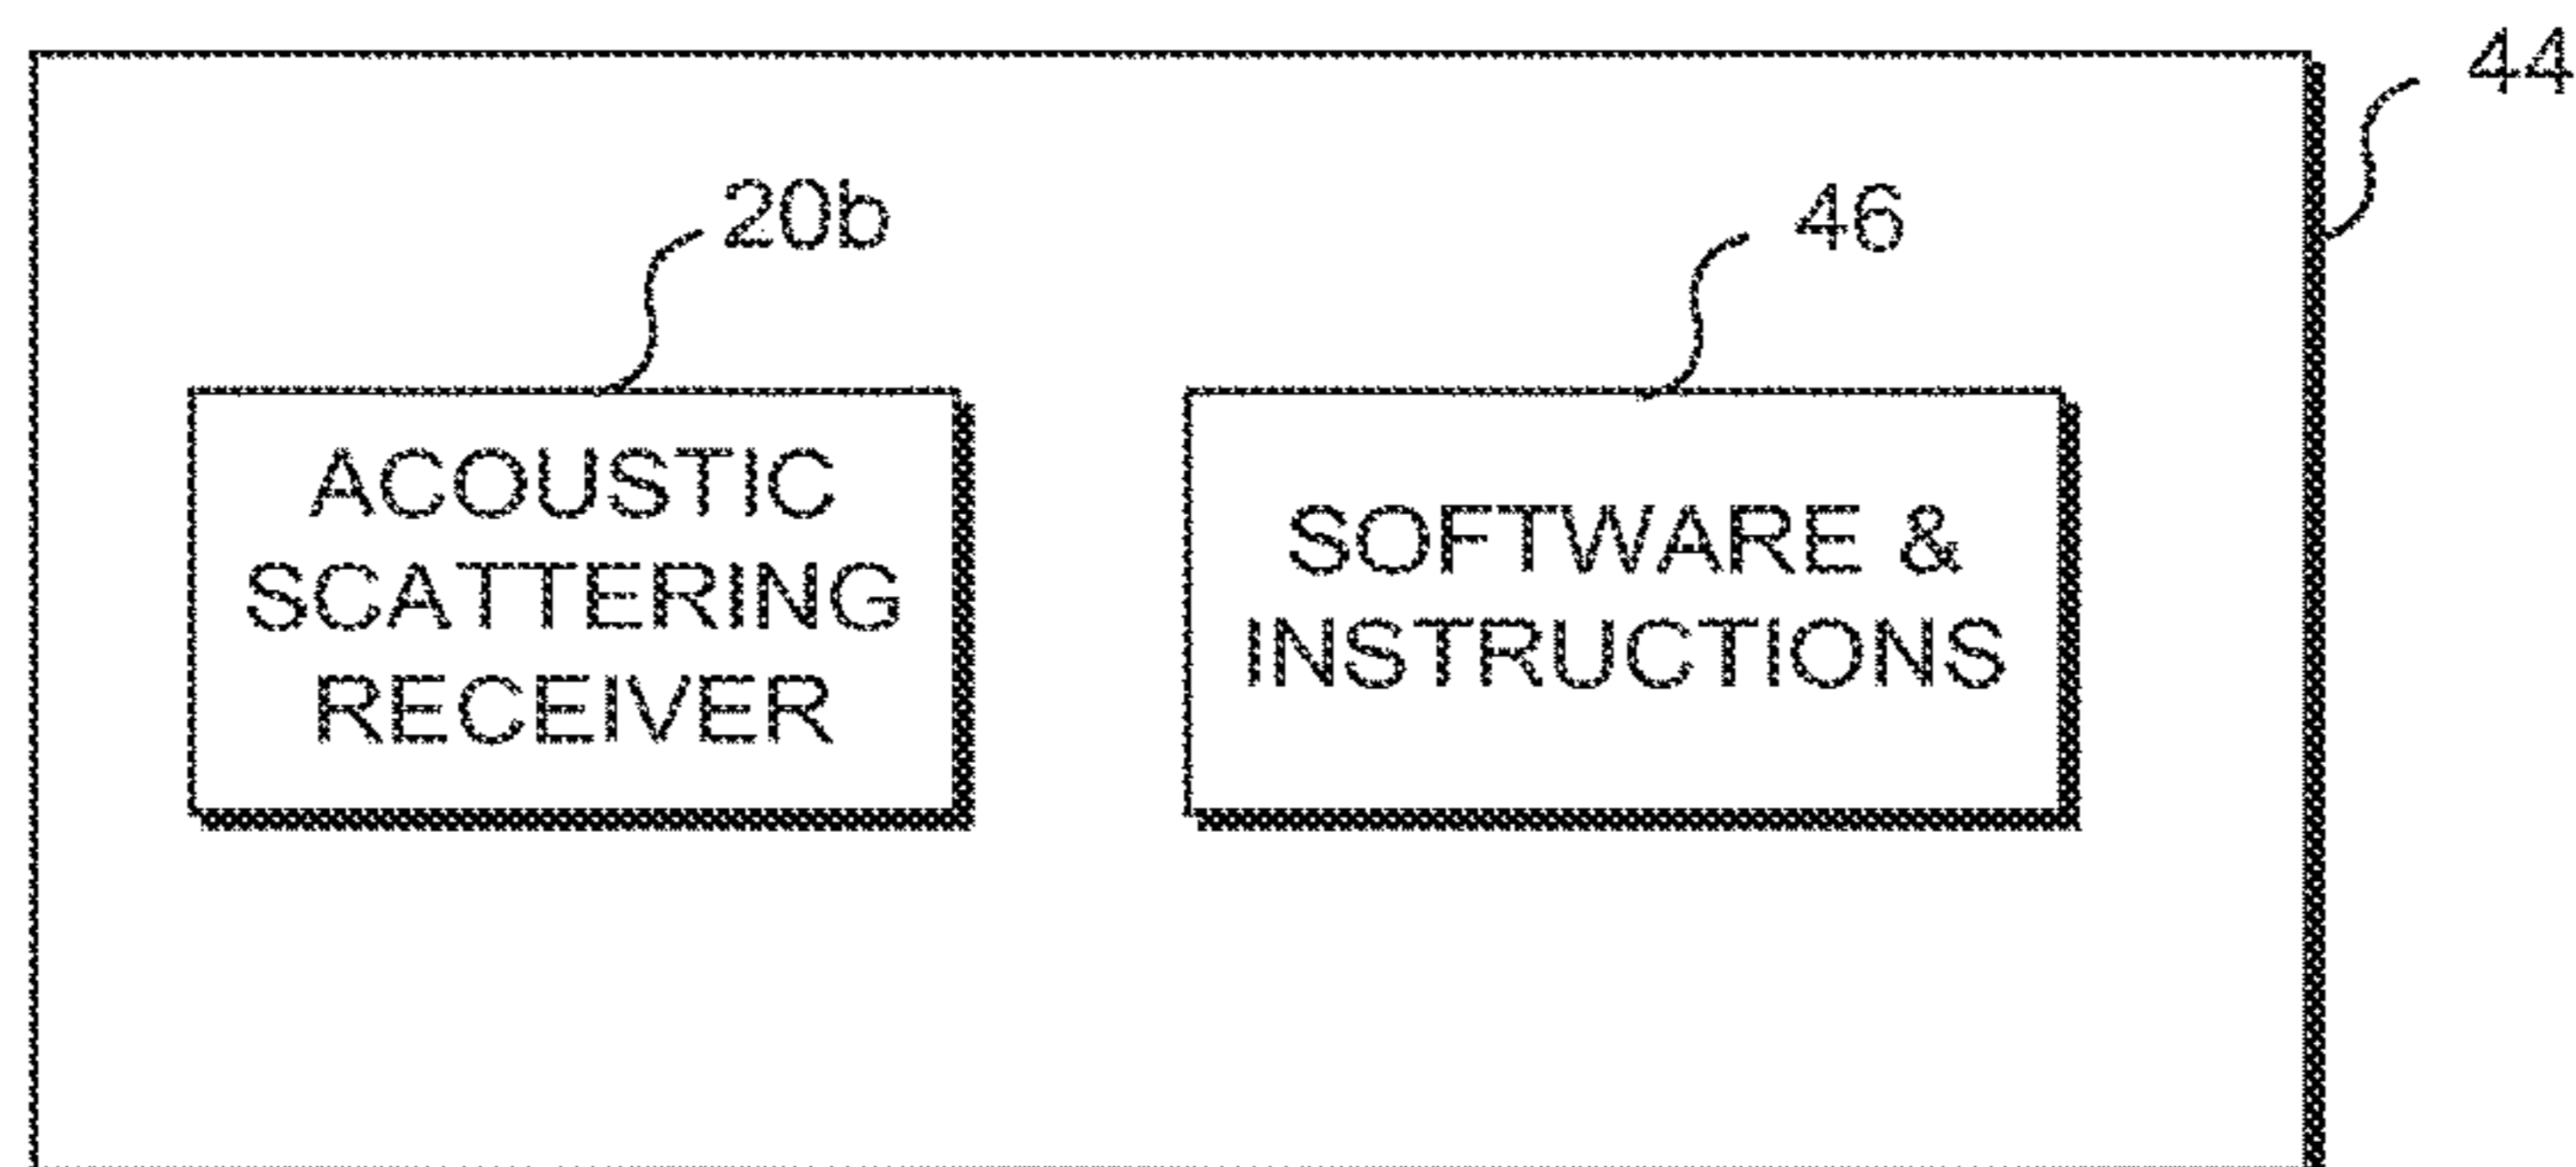 44
20b
46
ACOUSTIC
SCATTERING
RECEIVER
SOFTWARE &
INSTRUCTIONS